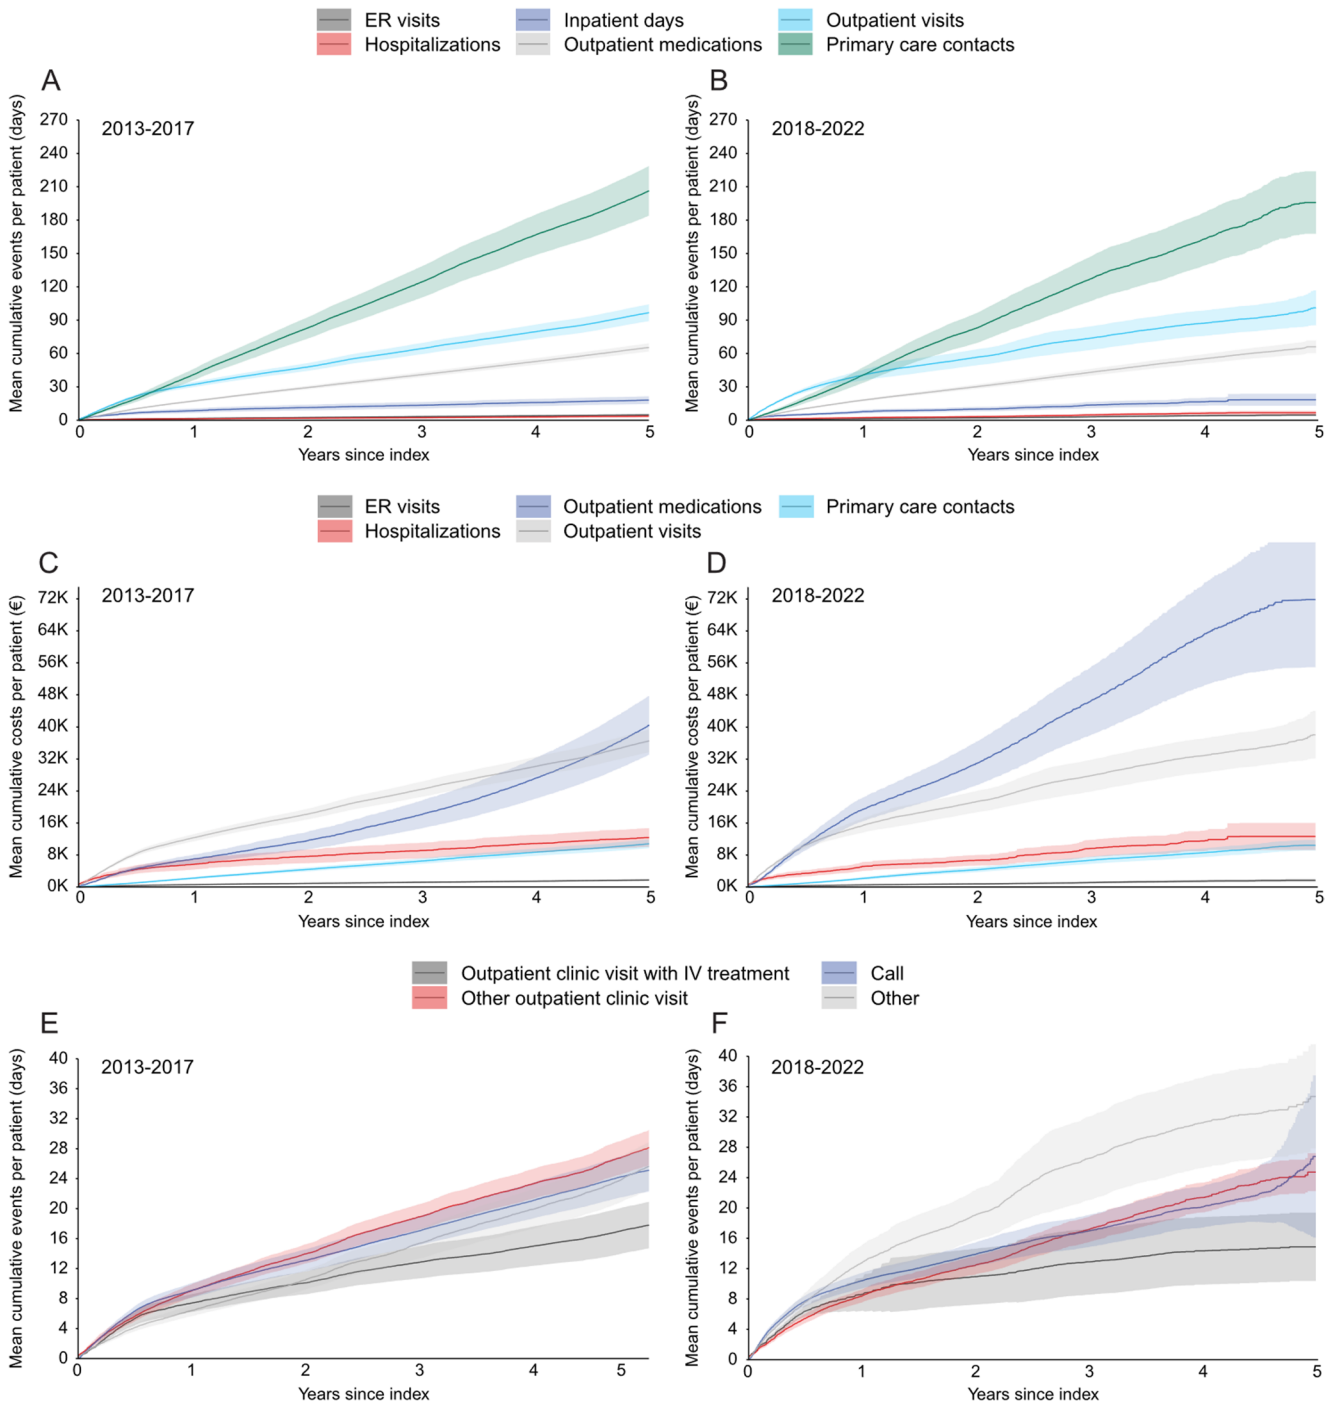 ER visits Inpatient days Outpatient visits
Hospitalizations Outpatient medications Primary care contacts
A
2013-2017
Mean cumulative events per patient (days)
270
240
210
180
150
120
90
60
30
0
0 1 2 3 4 5
Years since index
B
2018-2022
Mean cumulative events per patient (days)
270
240
210
180
150
120
90
60
30
0
0 1 2 3 4 5
Years since index
ER visits Outpatient medications Primary care contacts
Hospitalizations Outpatient visits
C
2013-2017
Mean cumulative costs per patient (€)
72K
64K
56K
48K
40K
32K
24K
16K
8K
0K
0 1 2 3 4 5
Years since index
D
2018-2022
Mean cumulative costs per patient (€)
72K
64K
56K
48K
40K
32K
24K
16K
8K
0K
0 1 2 3 4 5
Years since index
Outpatient clinic visit with IV treatment Call
Other outpatient clinic visit Other
E
2013-2017
Mean cumulative events per patient (days)
40
36
32
28
24
20
16
12
8
4
0
0 1 2 3 4 5
Years since index
F
2018-2022
Mean cumulative events per patient (days)
40
36
32
28
24
20
16
12
8
4
0
0 1 2 3 4 5
Years since index